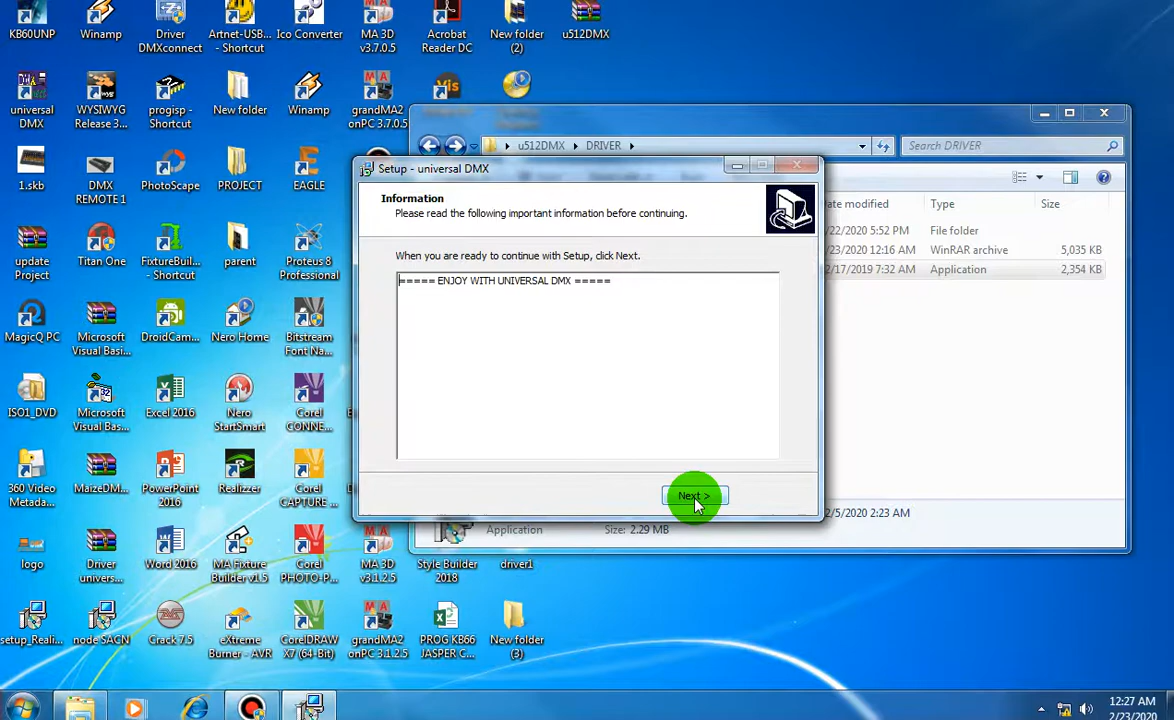 KB60UNP
Winamp
Driver
DMXconnect
Artnet-USB...
- Shortcut
Ico Converter
MA 3D
v3.7.0.5
Acrobat
Reader DC
New folder
(2)
u512DMX
universal
DMX
WYSIWYG
Release 3...
progisp -
Shortcut
New folder
Winamp
grandMA2
onPC 3.7.0.5
Vis
u512DMX
DRIVER
Search DRIVER
1.skb
DMX
REMOTE 1
PhotoScape
PROJECT
EAGLE
Setup - universal DMX
Information
Please read the following important information before continuing.
When you are ready to continue with Setup, click Next.
===== ENJOY WITH UNIVERSAL DMX =====
Next >
ate modified
Type
Size
/22/2020 5:52 PM
File folder
/23/2020 12:16 AM
WinRAR archive
5,035 KB
2/17/2019 7:32 AM
Application
2,354 KB
update
Project
Titan One
FixtureBuil...
- Shortcut
parent
Proteus 8
Professional
MagicQ PC
Microsoft
Visual Basi...
DroidCam...
Nero Home
Bitstream
Font Na...
ISO1_DVD
Microsoft
Visual Basi...
Excel 2016
Nero
StartSmart
Corel
CONNE...
360 Video
Metada...
MaizeDM...
PowerPoint
2016
Realizzer
Corel
CAPTURE ...
2/5/2020 2:23 AM
Application
Size: 2.29 MB
logo
Driver
univers...
Word 2016
MA Fixture
Builder v1.5
Corel
PHOTO-P...
MA 3D
v3.1.2.5
Style Builder
2018
driver1
setup_Reali...
node SACN
Crack 7.5
eXtreme
Burner - AVR
CorelDRAW
X7 (64-Bit)
grandMA2
onPC 3.1.2.5
PROG KB66
JASPER C...
New folder
(3)
12:27 AM
2/23/2020